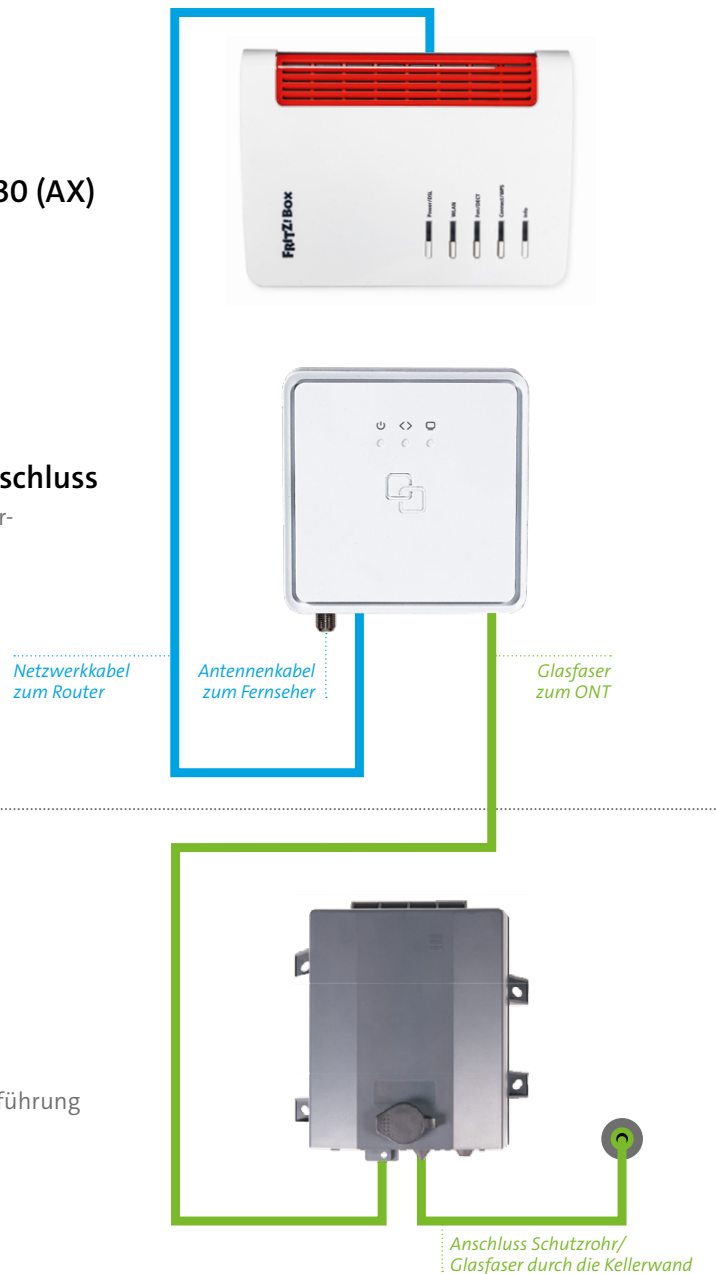 30 (AX)
FRITZ!Box
Power/DSL
WLAN
Fon/DECT
Connect/WPS
Info
schluss
r-
Netzwerkkabel
zum Router
Antennenkabel
zum Fernseher
Glasfaser
zum ONT
führung
Anschluss Schutzrohr/
Glasfaser durch die Kellerwand